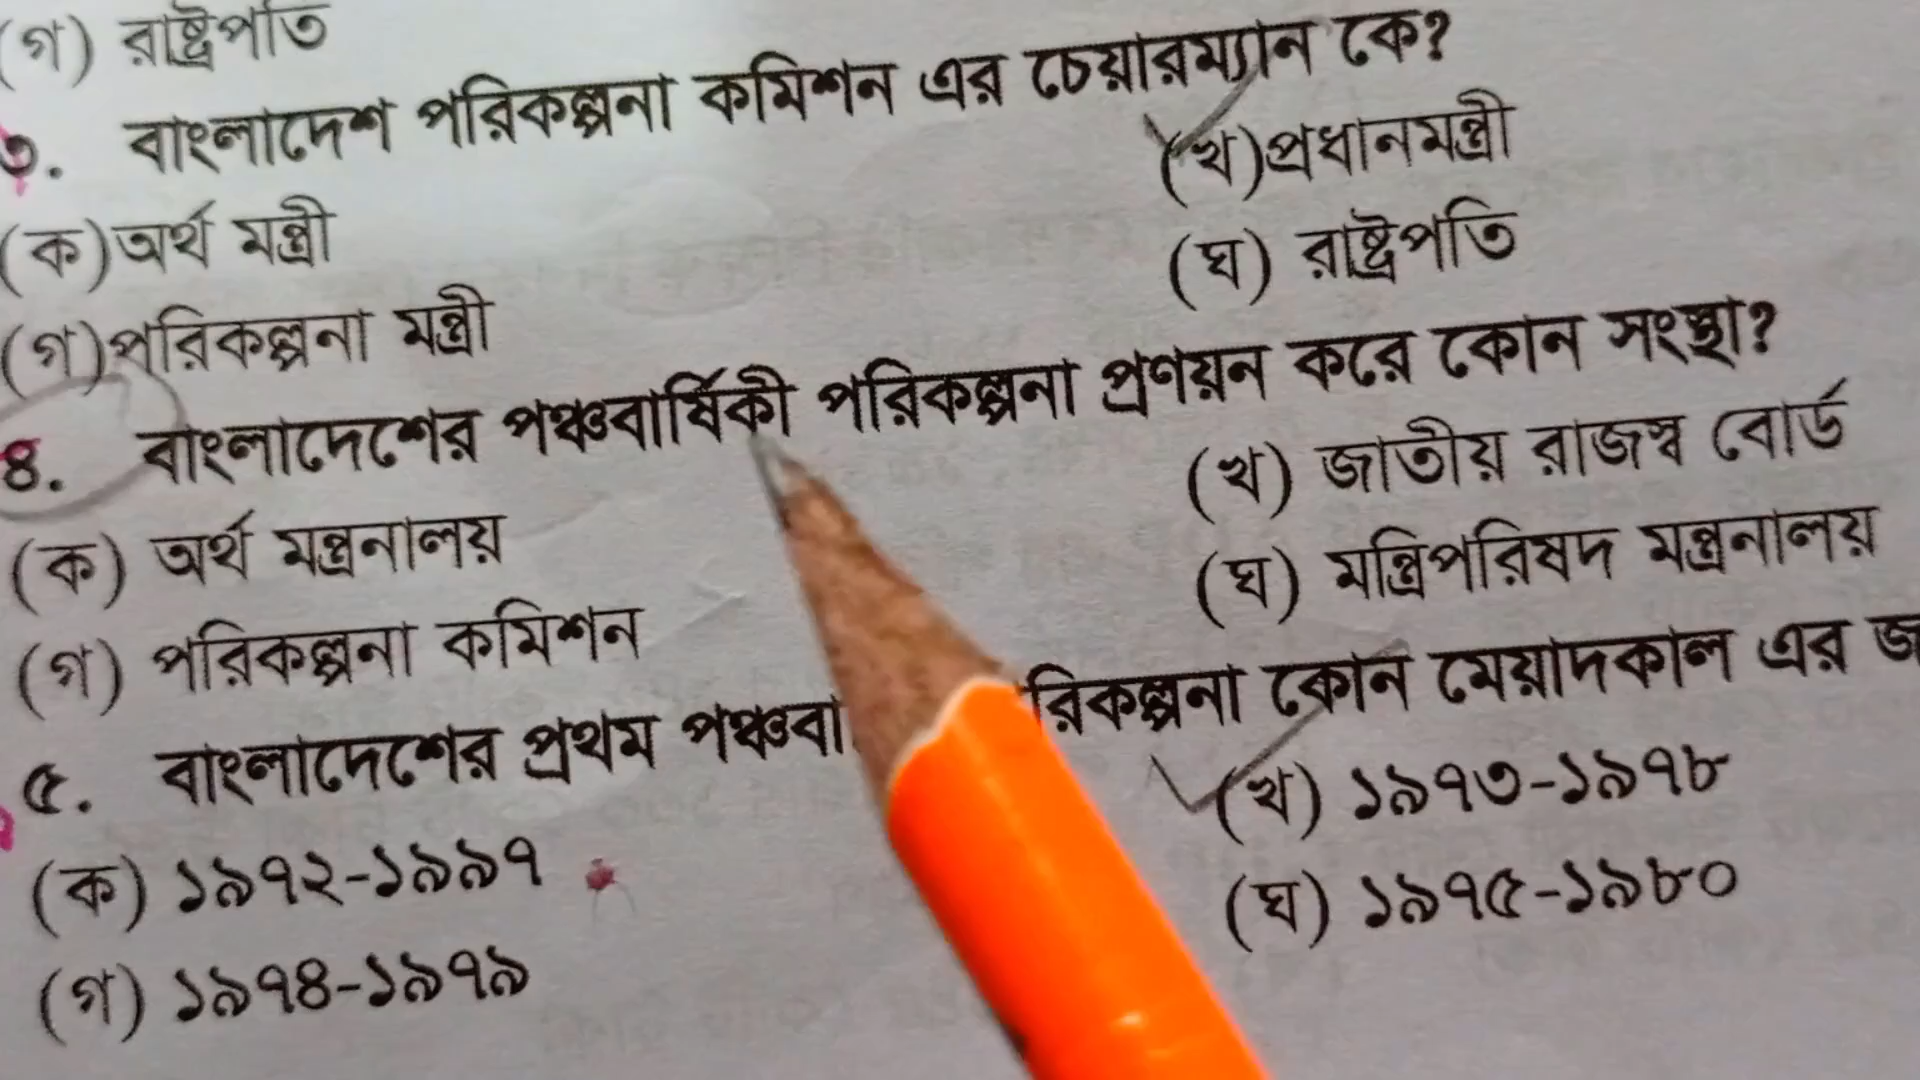 (গ) রাষ্ট্রপতি
৩. বাংলাদেশ পরিকল্পনা কমিশন এর চেয়ারম্যান কে?
(ক)অর্থ মন্ত্রী (খ)প্রধানমন্ত্রী
(গ)পরিকল্পনা মন্ত্রী (ঘ) রাষ্ট্রপতি
৪. বাংলাদেশের পঞ্চবার্ষিকী পরিকল্পনা প্রণয়ন করে কোন সংস্থা?
(ক) অর্থ মন্ত্রনালয় (খ) জাতীয় রাজস্ব বোর্ড
(গ) পরিকল্পনা কমিশন (ঘ) মন্ত্রিপরিষদ মন্ত্রনালয়
৫. বাংলাদেশের প্রথম পঞ্চবা রিকল্পনা কোন মেয়াদকাল এর জ
(ক) ১৯৭২-১৯৯৭ (খ) ১৯৭৩-১৯৭৮
(গ) ১৯৭৪-১৯৭৯ (ঘ) ১৯৭৫-১৯৮০